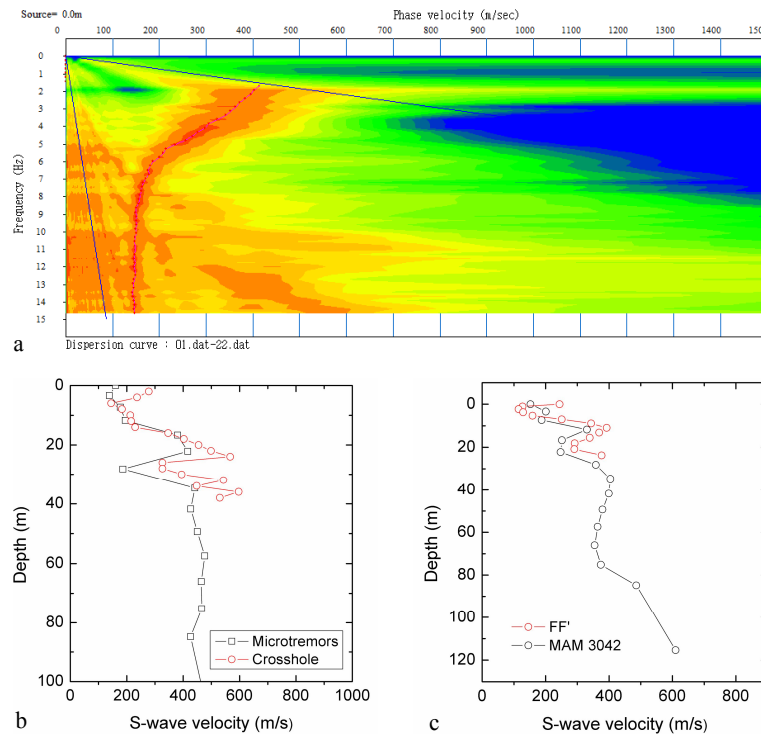 Source= 0.0m
Phase velocity (m/sec)
0 100 200 300 400 500 600 700 800 900 1000 1100 1200 1300 1400 150
Frequency (Hz)
0
1
2
3
4
5
6
7
8
9
10
11
12
13
14
15
a
Dispersion curve : 01.dat-22.dat
Depth (m)
0
20
40
60
80
100
Microtremors
Crosshole
0 200 400 600 800 1000
b
S-wave velocity (m/s)
Depth (m)
0
20
40
60
80
100
120
FF'
MAM 3042
0 200 400 600 800
c
S-wave velocity (m/s)